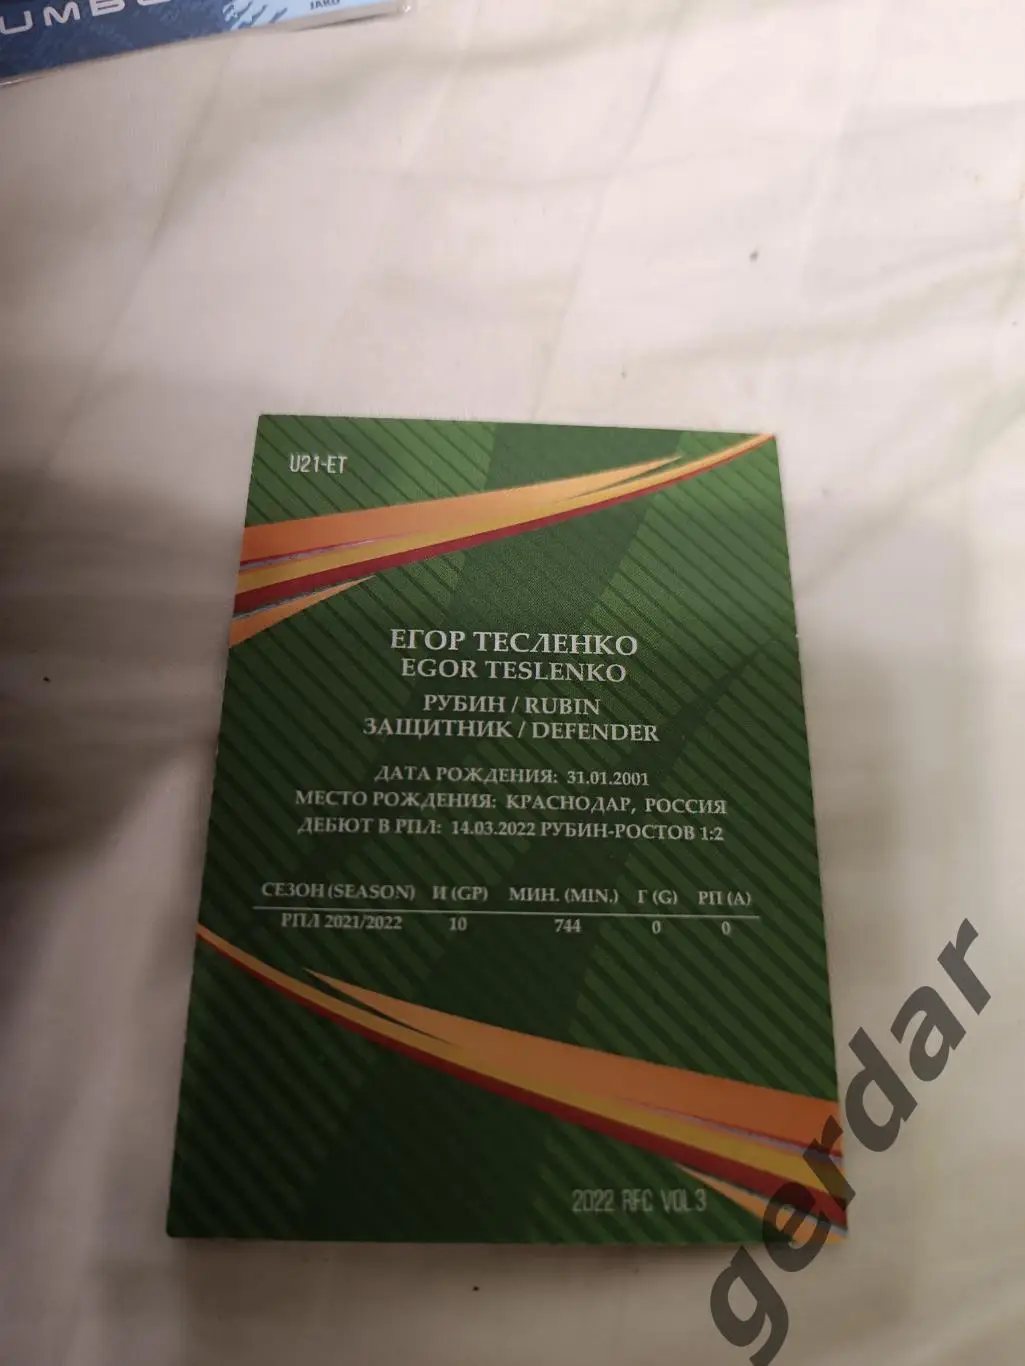 JAKO
U21-ET
ЕГОР ТЕСЛЕНКО
EGOR TESLENKO
РУБИН / RUBIN
ЗАЩИТНИК / DEFENDER
ДАТА РОЖДЕНИЯ: 31.01.2001
МЕСТО РОЖДЕНИЯ: КРАСНОДАР, РОССИЯ
ДЕБЮТ В РПЛ: 14.03.2022 РУБИН-РОСТОВ 1:2
СЕЗОН (SEASON) И (GP) МИН. (MIN.) Г (G) РП (A)
РПЛ 2021/2022 10 744 0 0
2022 RFC VOL 3
gerdar